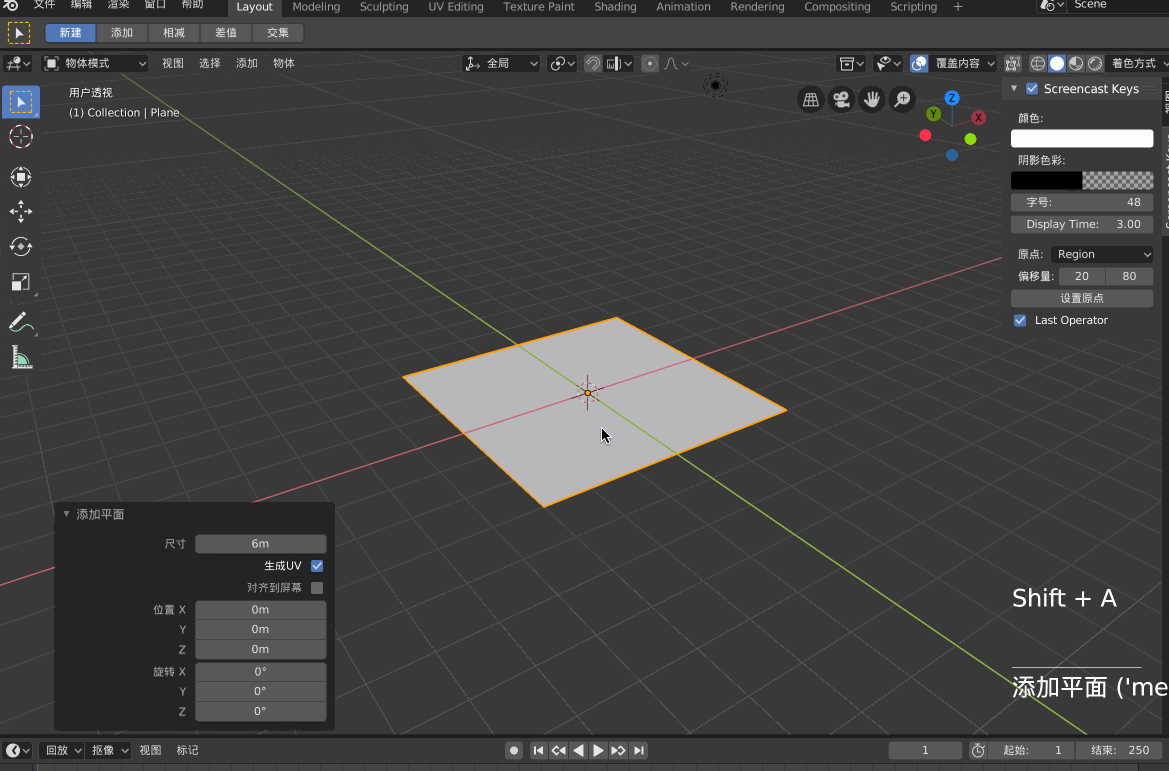 文件 编辑 渲染 窗口 帮助 Layout Modeling Sculpting UV Editing Texture Paint Shading Animation Rendering Compositing Scripting + Scene
新建 添加 相减 差值 交集
物体模式 视图 选择 添加 物体 全局 覆盖内容 着色方式
用户透视
(1) Collection | Plane
Z
Y
X
Screencast Keys
颜色:
阴影色彩:
字号: 48
Display Time: 3.00
原点: Region
偏移量: 20 80
设置原点
Last Operator
添加平面
尺寸 6m
生成UV
对齐到屏幕
位置 X 0m
Y 0m
Z 0m
旋转 X 0°
Y 0°
Z 0°
Shift + A
添加平面 ('me
回放 抠像 视图 标记 1 起始: 1 结束: 250